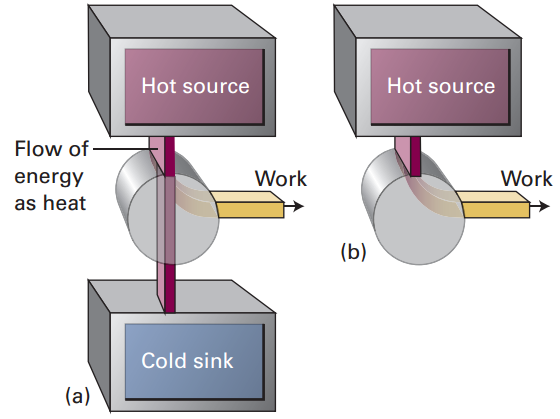 Hot source
Flow of
energy
as heat
Work
Cold sink
(a)
Hot source
Work
(b)